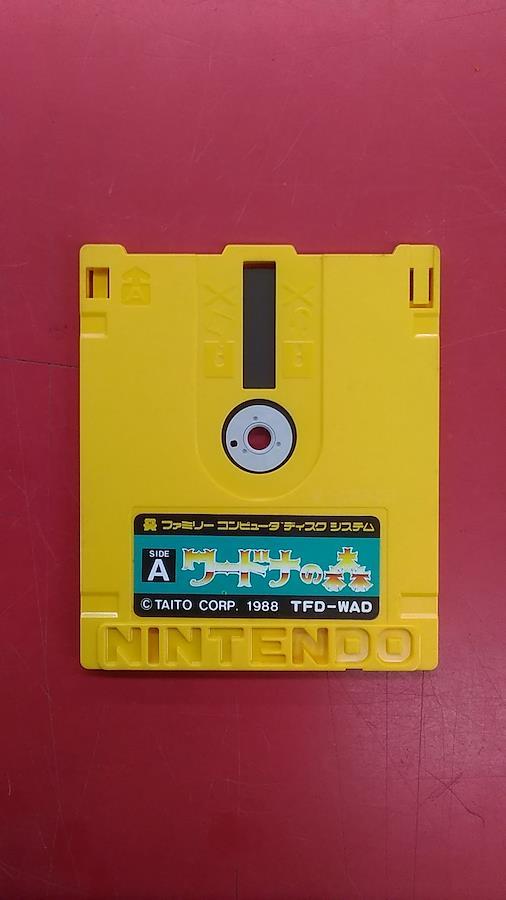 A
ファミリー コンピュータ ディスク システム
SIDE
A
ワードナの森
© TAITO CORP. 1988 TFD-WAD
NINTENDO